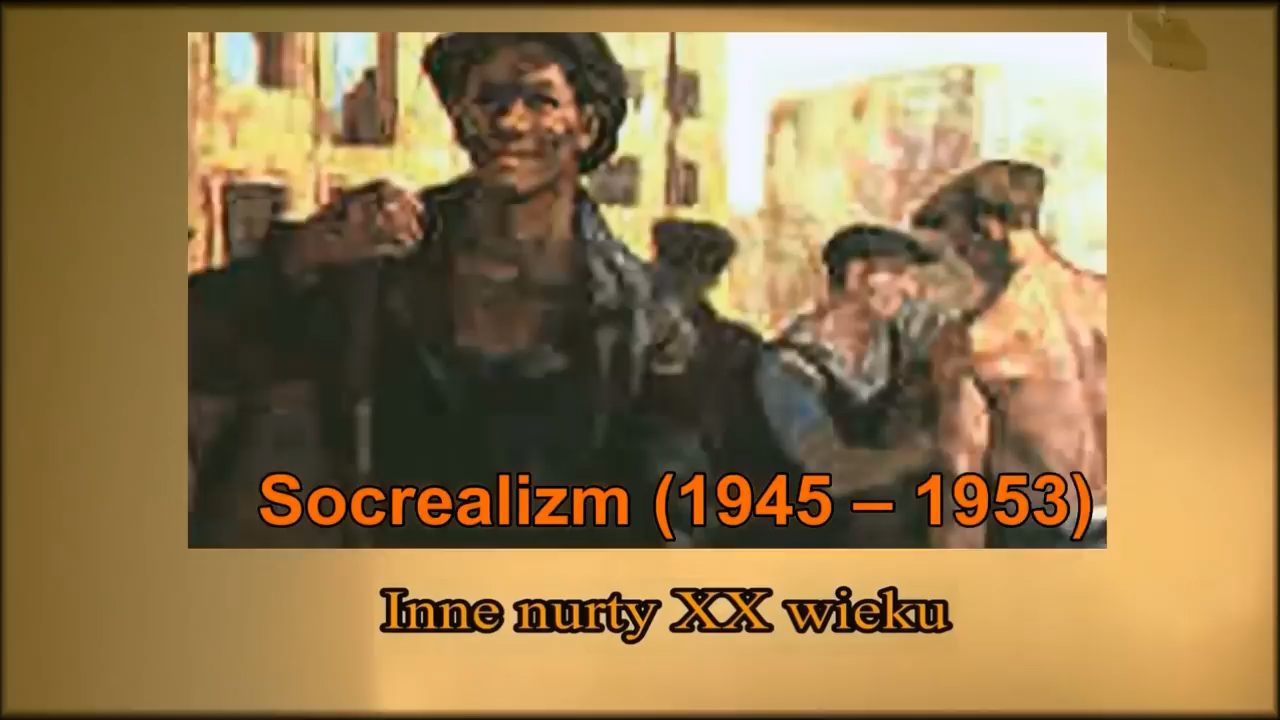 Socrealizm (1945 – 1953)
Inne nurty XX wieku